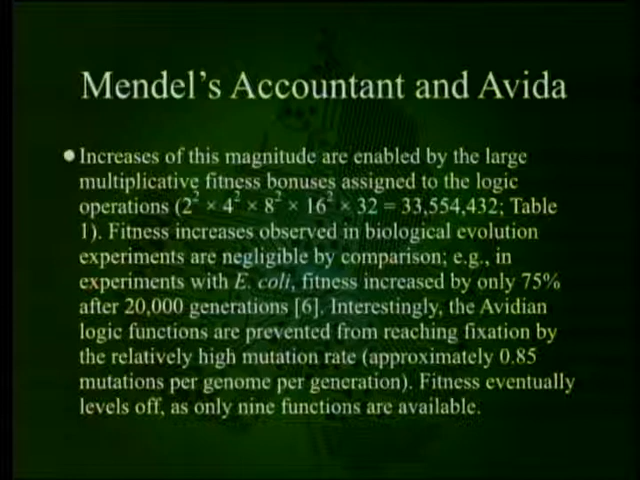 Mendel's Accountant and Avida
Increases of this magnitude are enabled by the large
multiplicative fitness bonuses assigned to the logic
operations (2² × 4² × 8² × 16² × 32 = 33,554,432; Table
1). Fitness increases observed in biological evolution
experiments are negligible by comparison; e.g., in
experiments with E. coli, fitness increased by only 75%
after 20,000 generations [6]. Interestingly, the Avidian
logic functions are prevented from reaching fixation by
the relatively high mutation rate (approximately 0.85
mutations per genome per generation). Fitness eventually
levels off, as only nine functions are available.